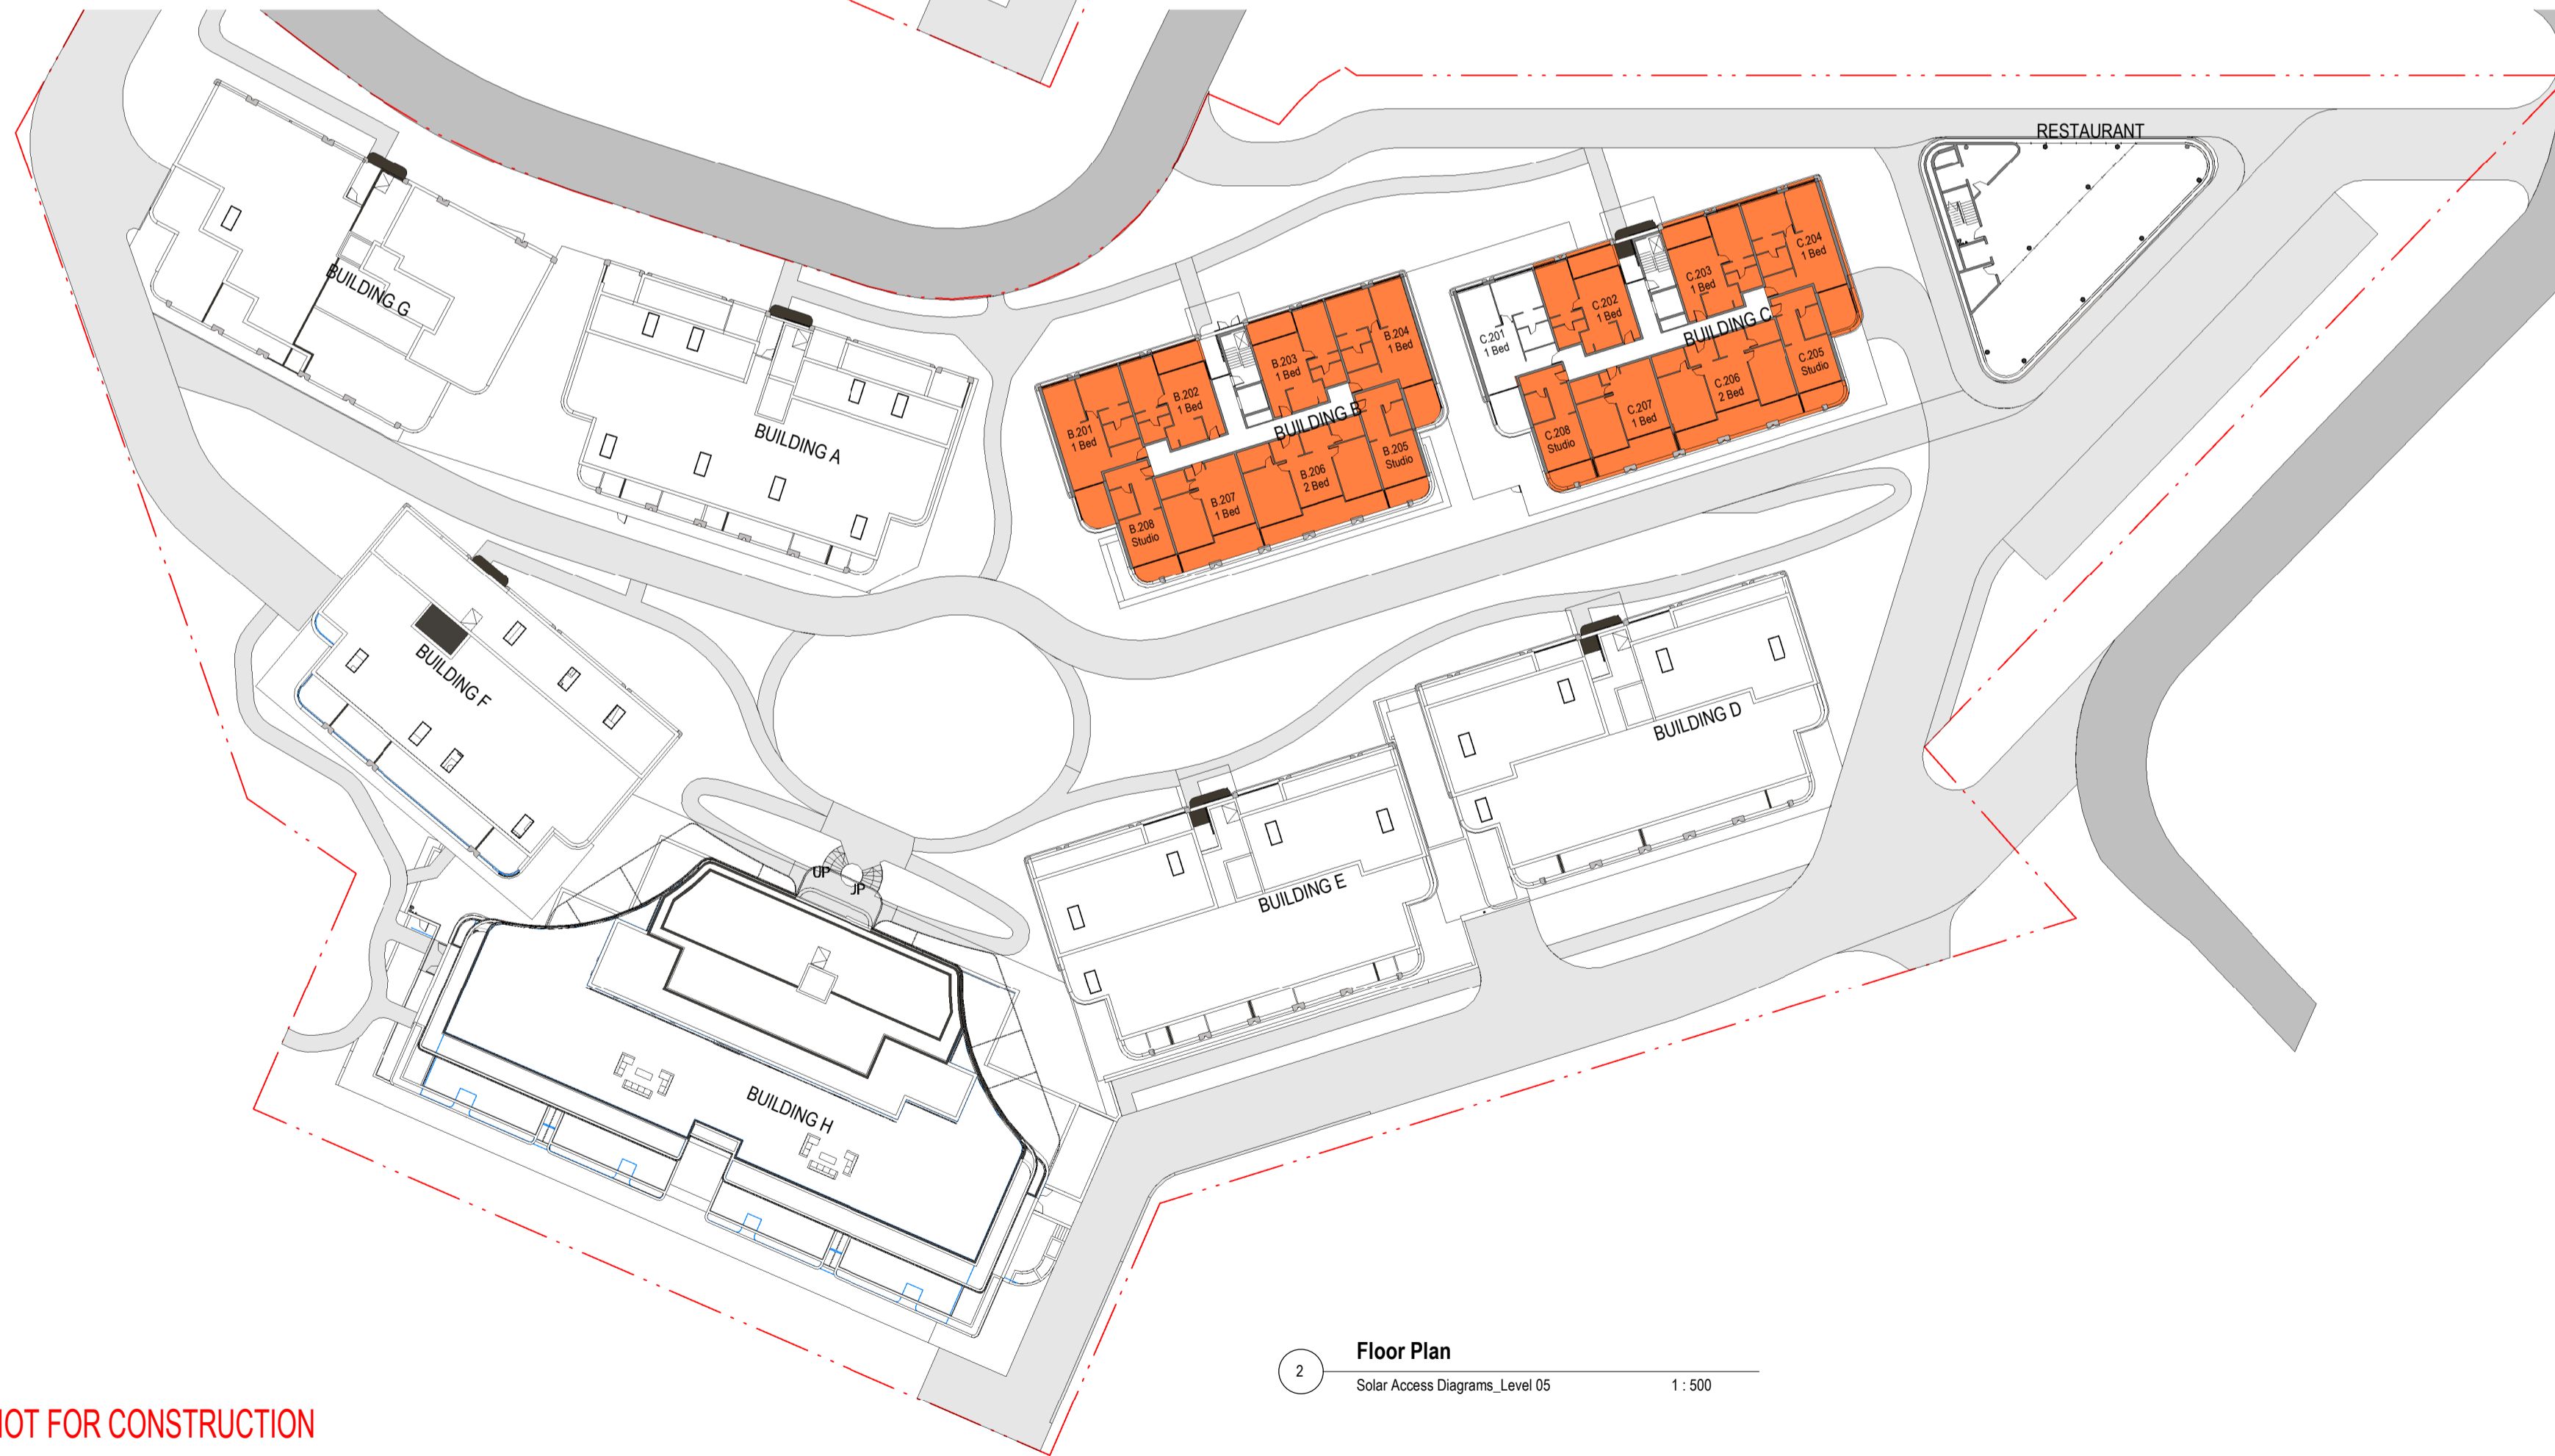 RESTAURANT
BUILDING G
C.204
1 Bed
C.203
1 Bed
C.202
1 Bed
C.201
1 Bed
BUILDING C
B.204
1 Bed
B.203
1 Bed
B.202
1 Bed
B.201
1 Bed
BUILDING B
C.205
Studio
C.206
2 Bed
C.207
1 Bed
C.208
Studio
BUILDING A
B.205
Studio
B.206
2 Bed
B.207
1 Bed
B.208
Studio
BUILDING F
BUILDING D
UP
BUILDING E
BUILDING H
2
Floor Plan
Solar Access Diagrams_Level 05 1 : 500
NOT FOR CONSTRUCTION